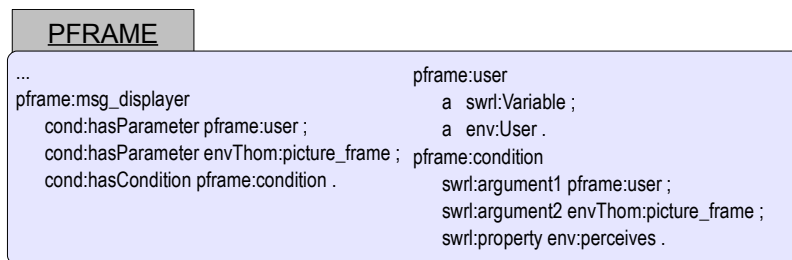 PFRAME
...
pframe:msg_displayer
cond:hasParameter pframe:user ;
cond:hasParameter envThom:picture_frame ;
cond:hasCondition pframe:condition .
pframe:user
a swrl:Variable ;
a env:User .
pframe:condition
swrl:argument1 pframe:user ;
swrl:argument2 envThom:picture_frame ;
swrl:property env:perceives .